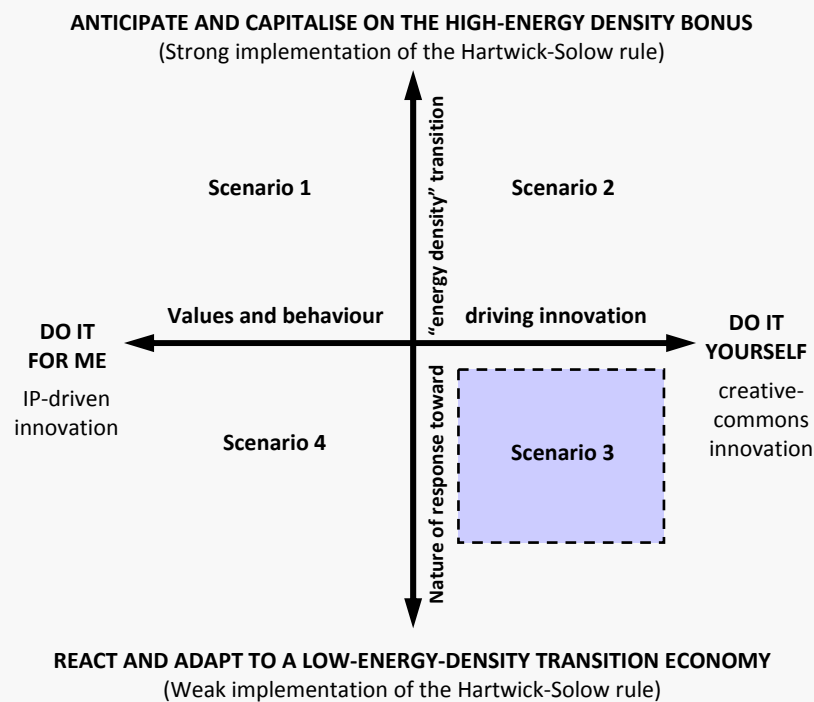 ANTICIPATE AND CAPITALISE ON THE HIGH-ENERGY DENSITY BONUS
(Strong implementation of the Hartwick-Solow rule)
Scenario 1
Scenario 2
Nature of response toward “energy density” transition
Values and behaviour driving innovation
DO IT
FOR ME
IP-driven
innovation
DO IT
YOURSELF
creative-
commons
innovation
Scenario 4
Scenario 3
REACT AND ADAPT TO A LOW-ENERGY-DENSITY TRANSITION ECONOMY
(Weak implementation of the Hartwick-Solow rule)